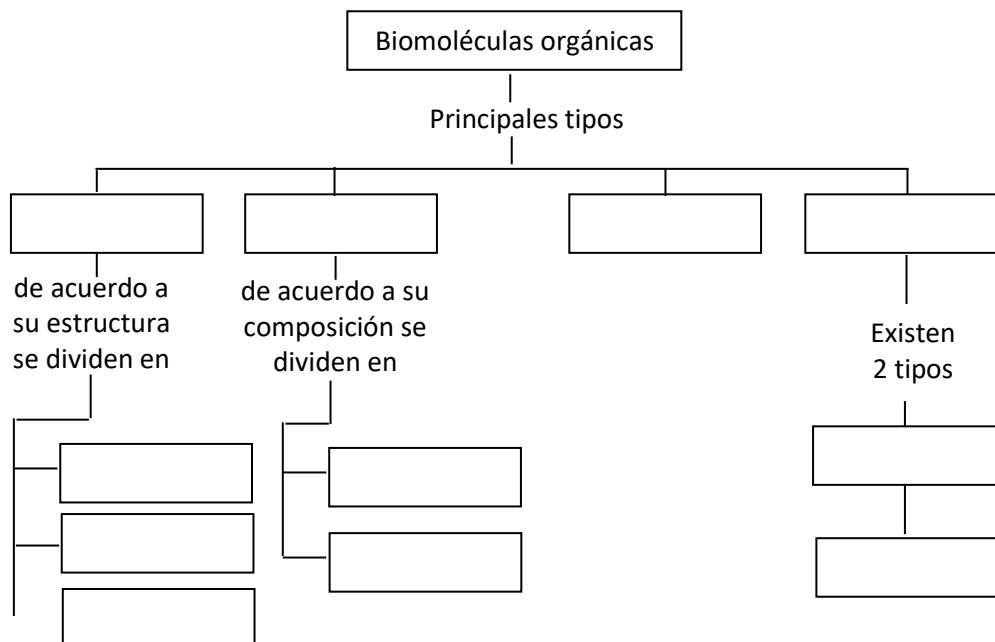 Biomoléculas orgánicas
Principales tipos
de acuerdo a
su estructura
se dividen en
de acuerdo a su
composición se
dividen en
Existen
2 tipos